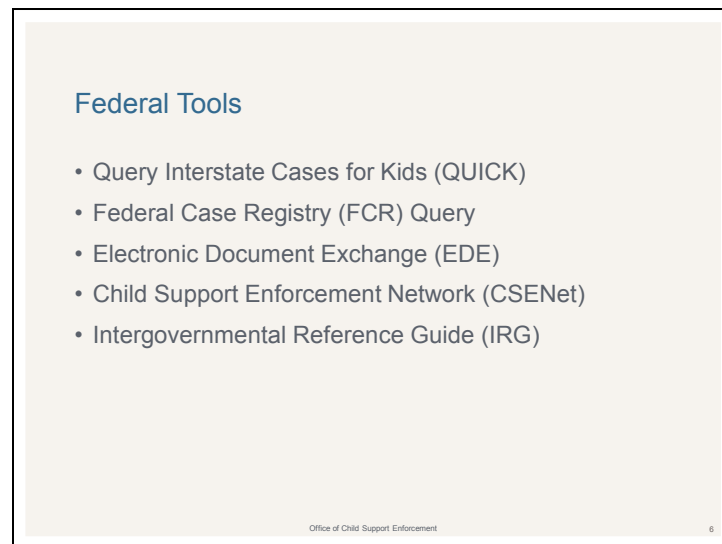 Federal Tools
• Query Interstate Cases for Kids (QUICK)
• Federal Case Registry (FCR) Query
• Electronic Document Exchange (EDE)
• Child Support Enforcement Network (CSENet)
• Intergovernmental Reference Guide (IRG)
Office of Child Support Enforcement
6